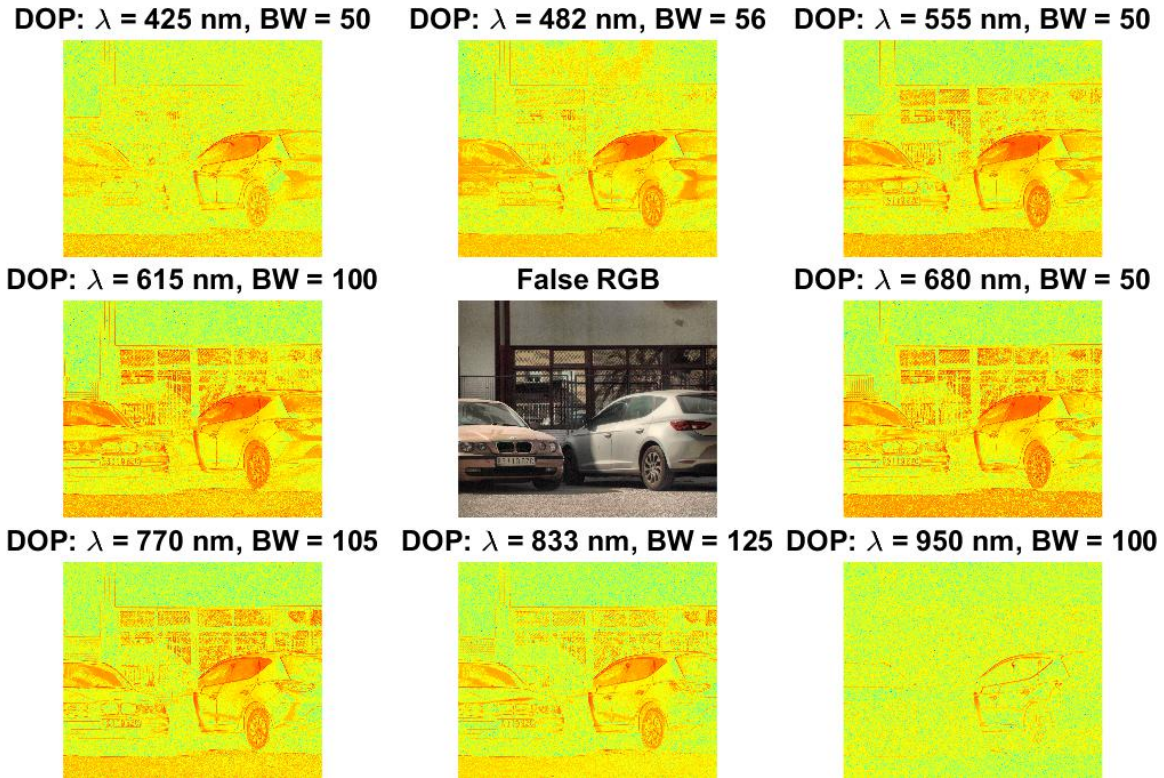 DOP: λ = 425 nm, BW = 50
DOP: λ = 482 nm, BW = 56
DOP: λ = 555 nm, BW = 50
DOP: λ = 615 nm, BW = 100
False RGB
DOP: λ = 680 nm, BW = 50
DOP: λ = 770 nm, BW = 105
DOP: λ = 833 nm, BW = 125
DOP: λ = 950 nm, BW = 100